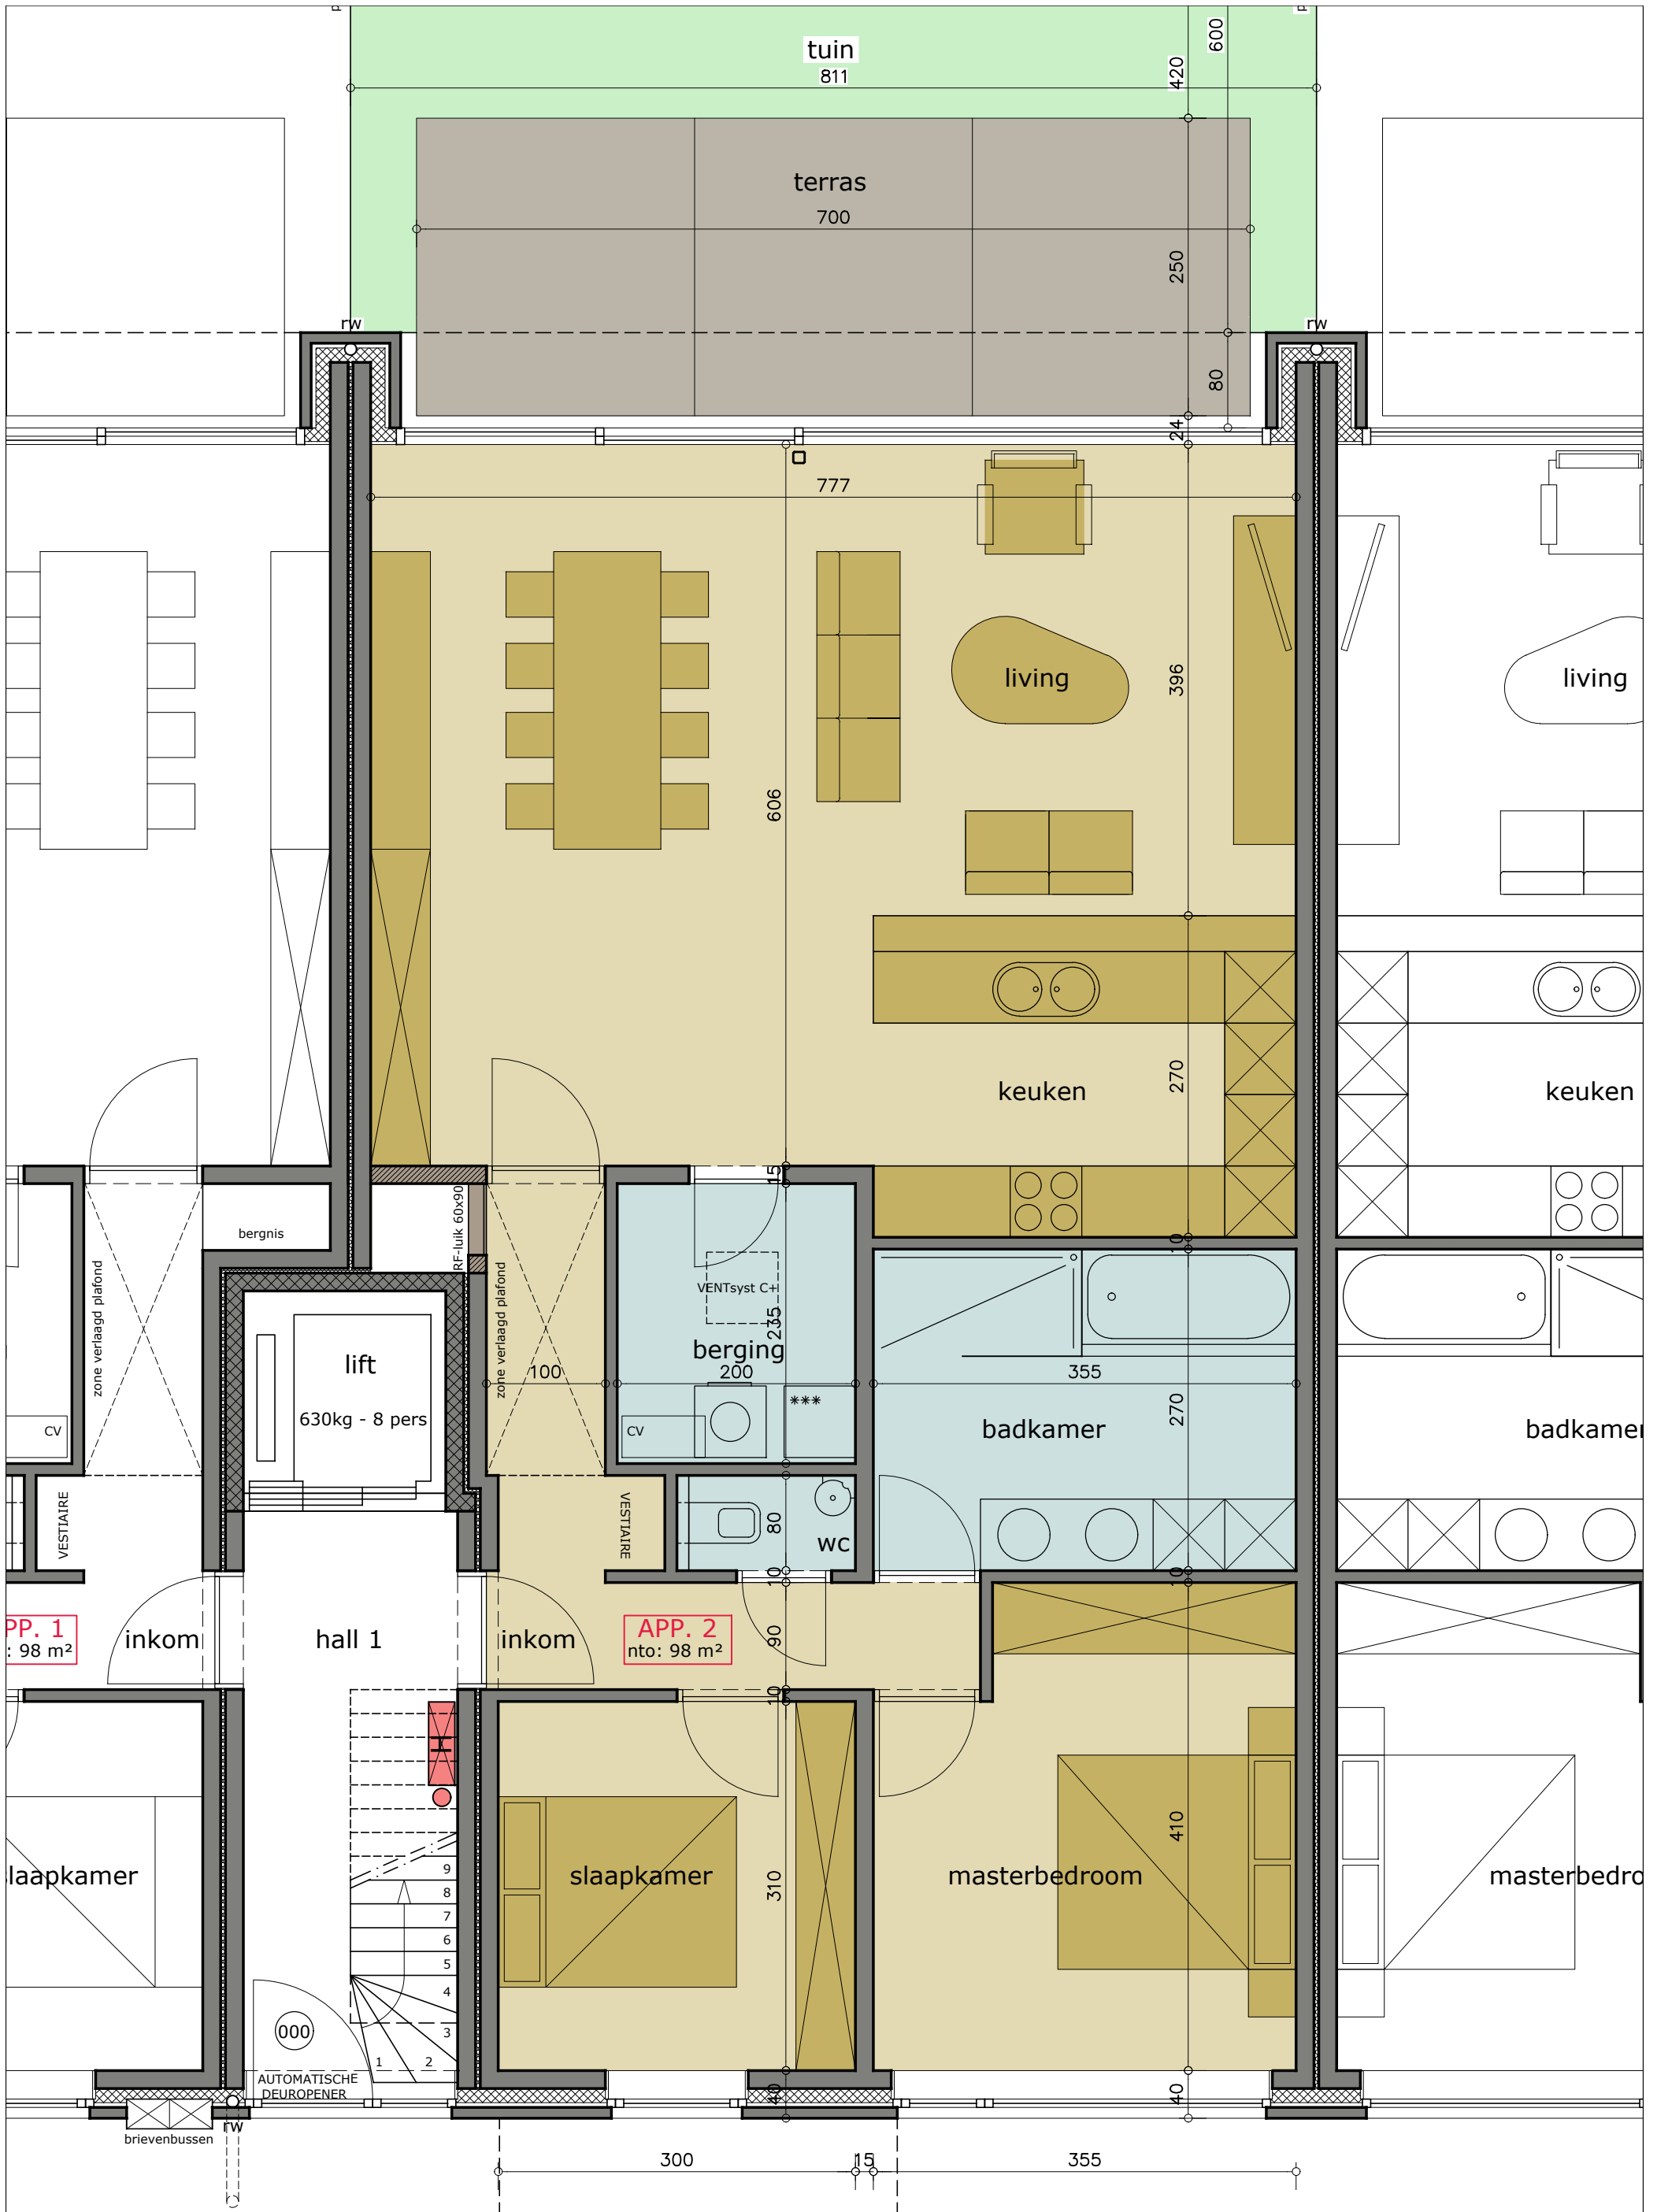 tuin
811
600
420
terras
700
250
rw
rw
80
24
777
living
living
396
606
keuken
keuken
270
15
bergnis
RF-luik 60x90
zone verlaagd plafond
zone verlaagd plafond
VENTsyst C+
235
berging
10
lift
100
200
355
630kg - 8 pers
***
CV
CV
270
badkamer
badkamer
VESTIAIRE
VESTIAIRE
80
wc
10
10
PP. 1
: 98 m²
inkom
hall 1
inkom
APP. 2
nto: 98 m²
90
10
H
slaapkamer
slaapkamer
310
masterbedroom
410
masterbedro
9
8
7
6
5
4
3
2
1
000
AUTOMATISCHE
DEUROPENER
40
40
rw
brievenbussen
300
15
355